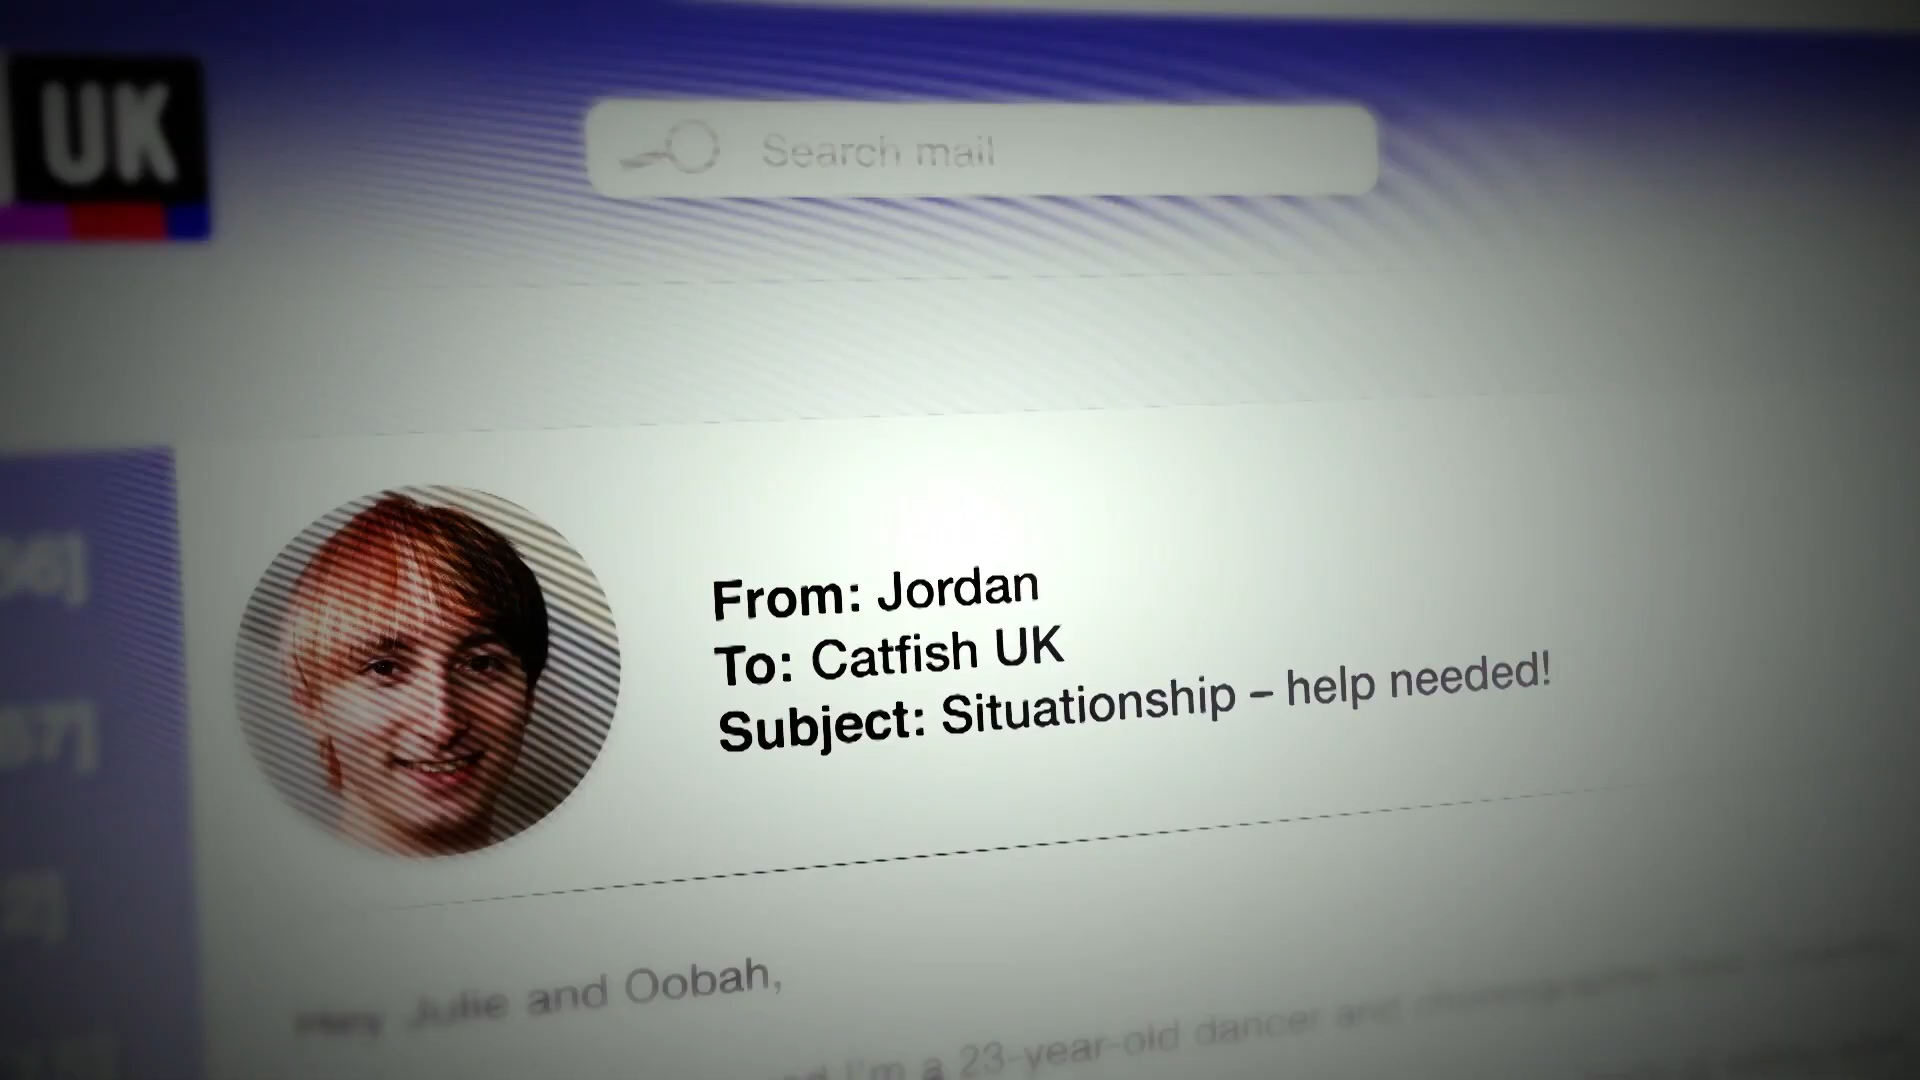 UK
Search mail
From: Jordan
To: Catfish UK
Subject: Situationship – help needed!
Hey Julie and Oobah,
I'm a 23-year-old dancer and